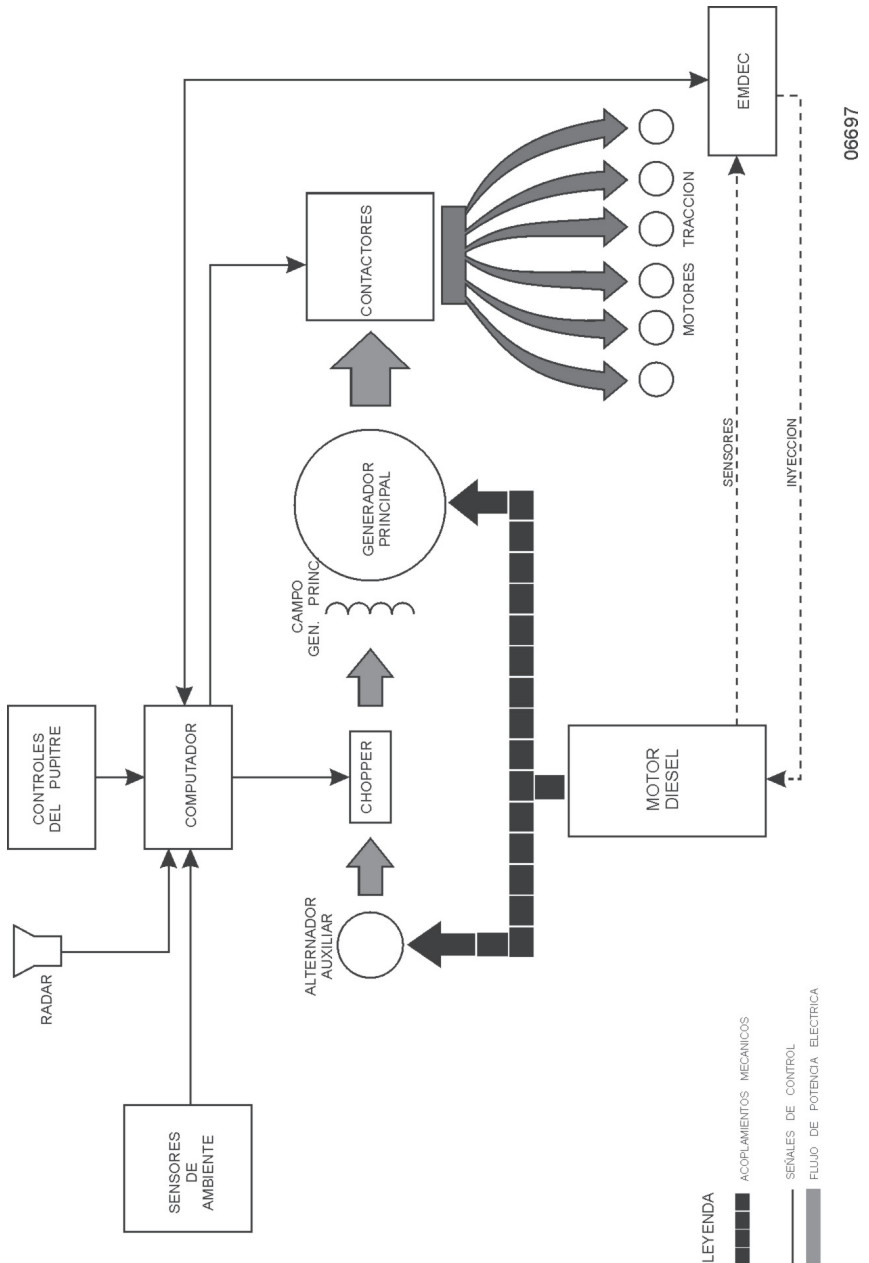 RADAR
CONTROLES
DEL PUPITRE
SENSORES
DE
AMBIENTE
COMPUTADOR
ALTERNADOR
AUXILIAR
CHOPPER
CAMPO
GEN. PRINC.
GENERADOR
PRINCIPAL
CONTACTORES
MOTORES TRACCION
EMDEC
SENSORES
INYECCION
MOTOR
DIESEL
LEYENDA
ACOPLAMIENTOS MECANICOS
SEÑALES DE CONTROL
FLUJO DE POTENCIA ELECTRICA
06697